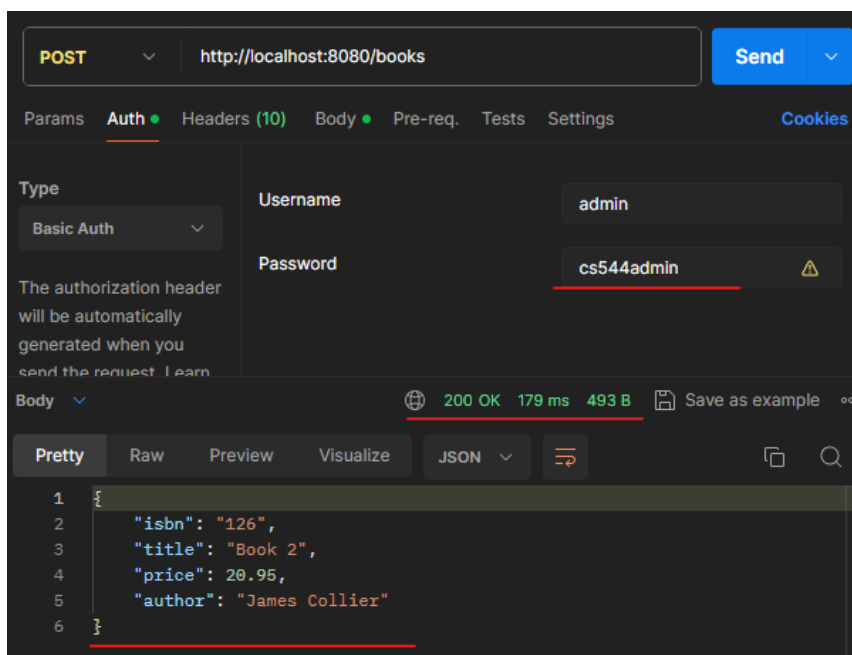 POST http://localhost:8080/books Send
Params Auth Headers (10) Body Pre-req. Tests Settings Cookies
Type
Basic Auth
The authorization header
will be automatically
generated when you
send the request. Learn
Username admin
Password cs544admin
Body 200 OK 179 ms 493 B Save as example
Pretty Raw Preview Visualize JSON
1 {
2 "isbn": "126",
3 "title": "Book 2",
4 "price": 20.95,
5 "author": "James Collier"
6 }